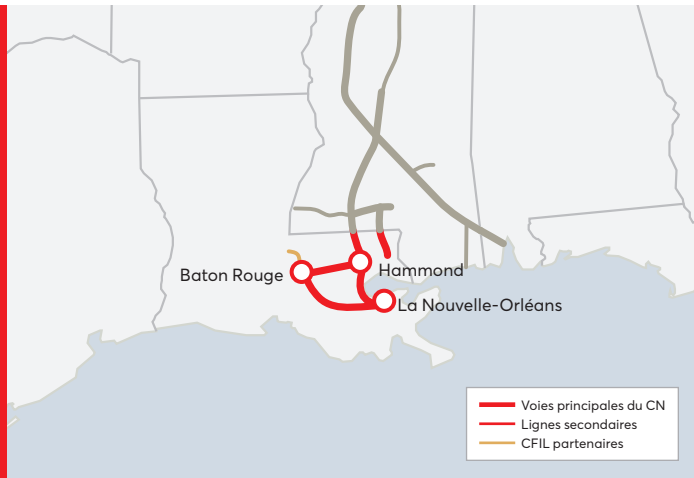 Baton Rouge
Hammond
La Nouvelle-Orléans
Voies principales du CN
Lignes secondaires
CFIL partenaires